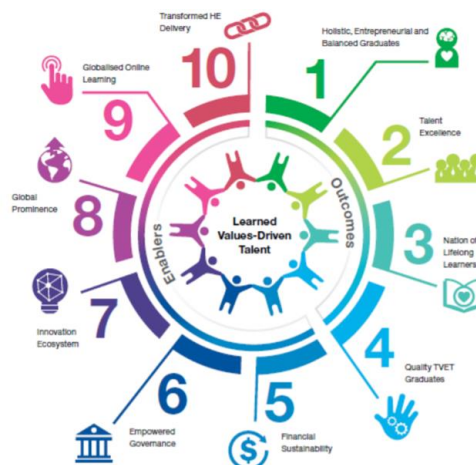 Transformed HE
Delivery
10
Holistic, Entrepreneurial and
Balanced Graduates
1
Talent
Excellence
2
Nation of
Lifelong
Learners
3
Quality TVET
Graduates
4
Financial
Sustainability
5
Empowered
Governance
6
Innovation
Ecosystem
7
Global
Prominence
8
Globalised Online
Learning
9
Enablers
Outcomes
Learned
Values-Driven
Talent
$